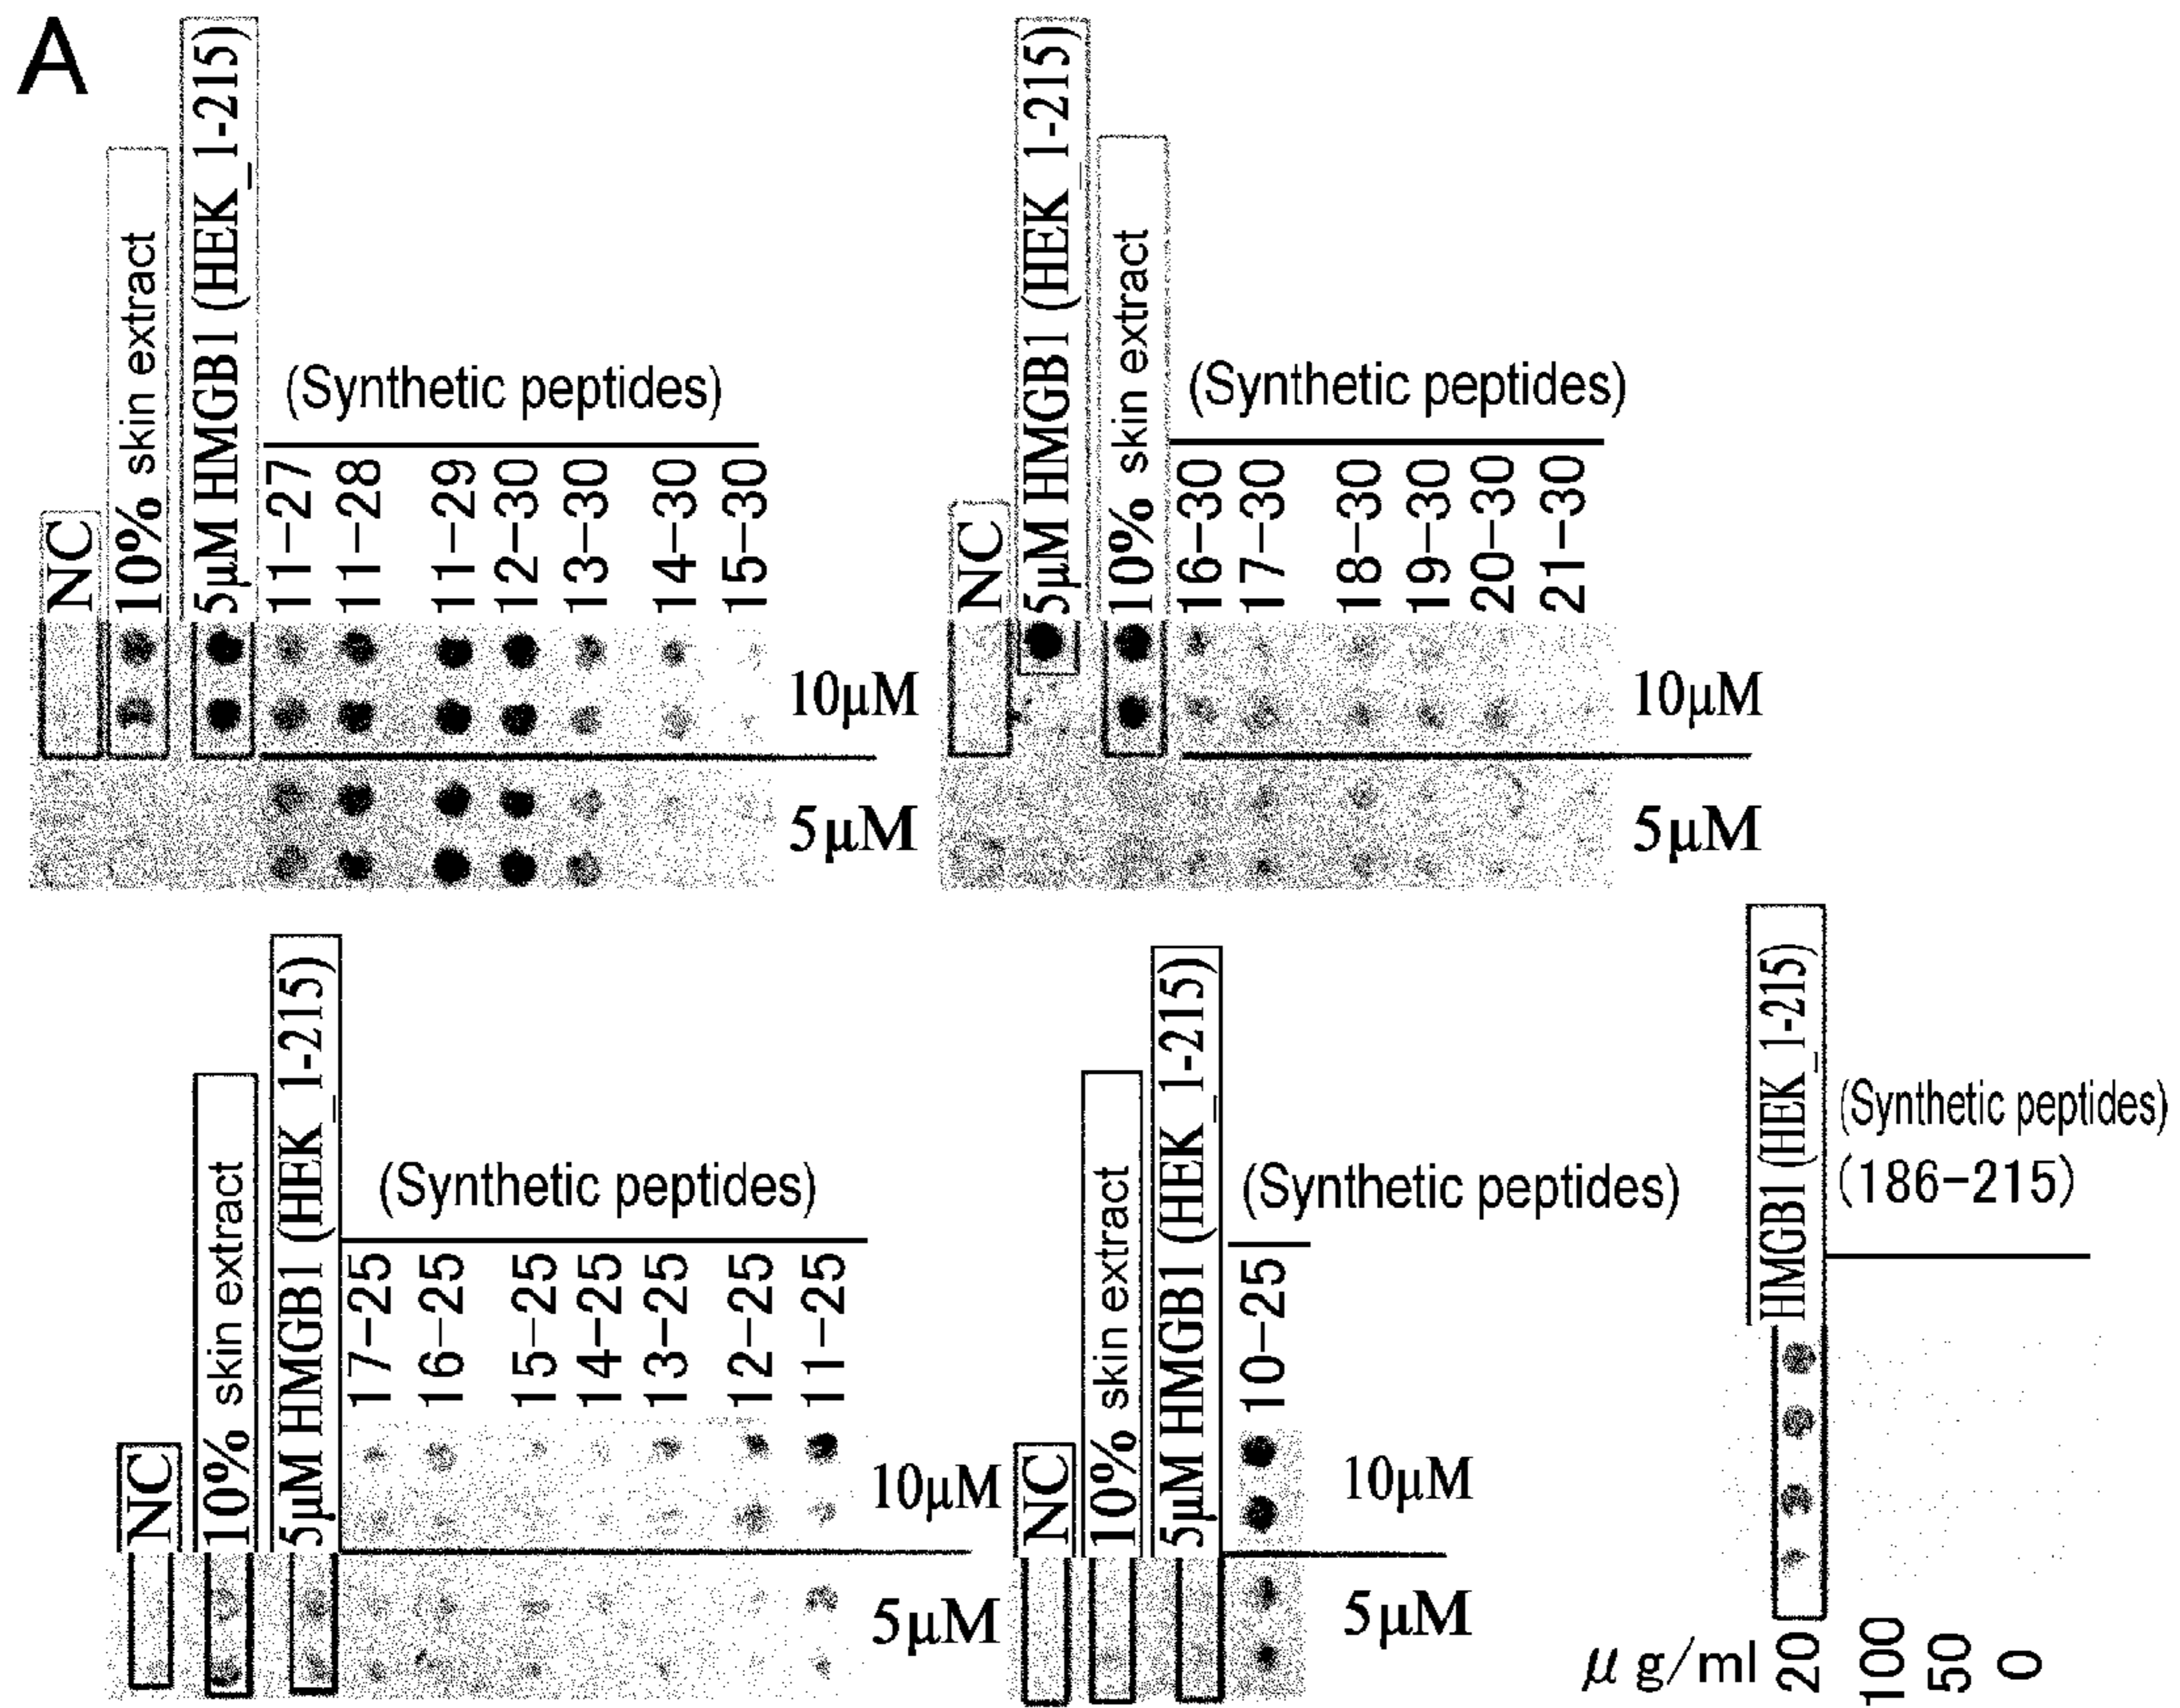 A
NC
10% skin extract
5μM HMGB1 (HEK_1-215)
(Synthetic peptides)
11-27
11-28
11-29
12-30
13-30
14-30
15-30
10μM
5μM
NC
5μM HMGB1 (HEK_1-215)
10% skin extract
(Synthetic peptides)
16-30
17-30
18-30
19-30
20-30
21-30
10μM
5μM
NC
10% skin extract
5μM HMGB1 (HEK_1-215)
(Synthetic peptides)
17-25
16-25
15-25
14-25
13-25
12-25
11-25
10μM
5μM
NC
10% skin extract
5μM HMGB1 (HEK_1-215)
(Synthetic peptides)
10-25
10μM
5μM
HMGB1 (HEK_1-215)
(Synthetic peptides)
(186-215)
μg/ml 20 100 50 0